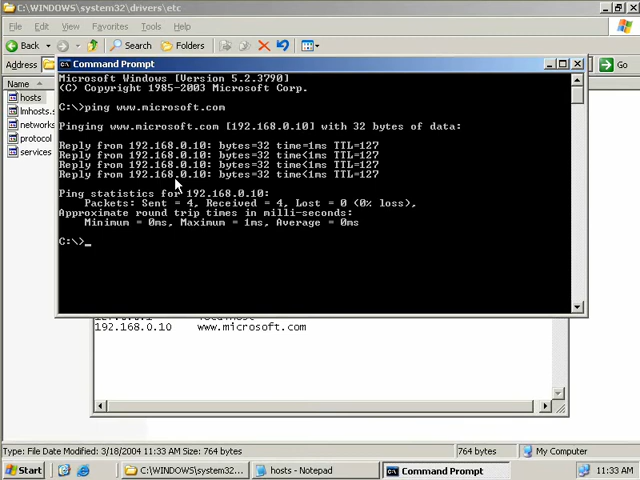 C:\WINDOWS\system32\drivers\etc
File Edit View Favorites Tools Help
Back Search Folders
Address Go
Name
hosts
lmhosts.s
networks
protocol
services
Command Prompt
Microsoft Windows [Version 5.2.3790]
(C) Copyright 1985-2003 Microsoft Corp.
C:\>ping www.microsoft.com
Pinging www.microsoft.com [192.168.0.10] with 32 bytes of data:
Reply from 192.168.0.10: bytes=32 time=1ms TTL=127
Reply from 192.168.0.10: bytes=32 time<1ms TTL=127
Reply from 192.168.0.10: bytes=32 time<1ms TTL=127
Reply from 192.168.0.10: bytes=32 time<1ms TTL=127
Ping statistics for 192.168.0.10:
Packets: Sent = 4, Received = 4, Lost = 0 (0% loss),
Approximate round trip times in milli-seconds:
Minimum = 0ms, Maximum = 1ms, Average = 0ms
C:\>_
127.0.0.1 localhost
192.168.0.10 www.microsoft.com
Type: File Date Modified: 3/18/2004 11:33 AM Size: 764 bytes 764 bytes My Computer
Start C:\WINDOWS\system32... hosts - Notepad Command Prompt 11:33 AM